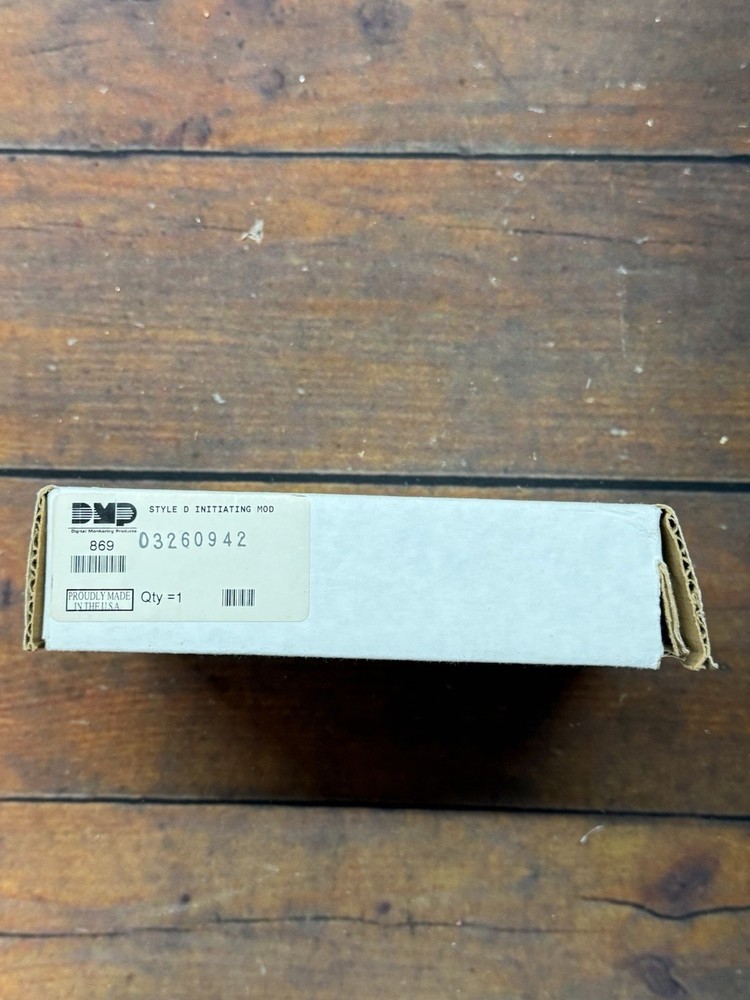 DMP
STYLE D INITIATING MOD
Digital Monitoring Products
869
03260942
PROUDLY MADE
IN THE U.S.A.
Qty =1